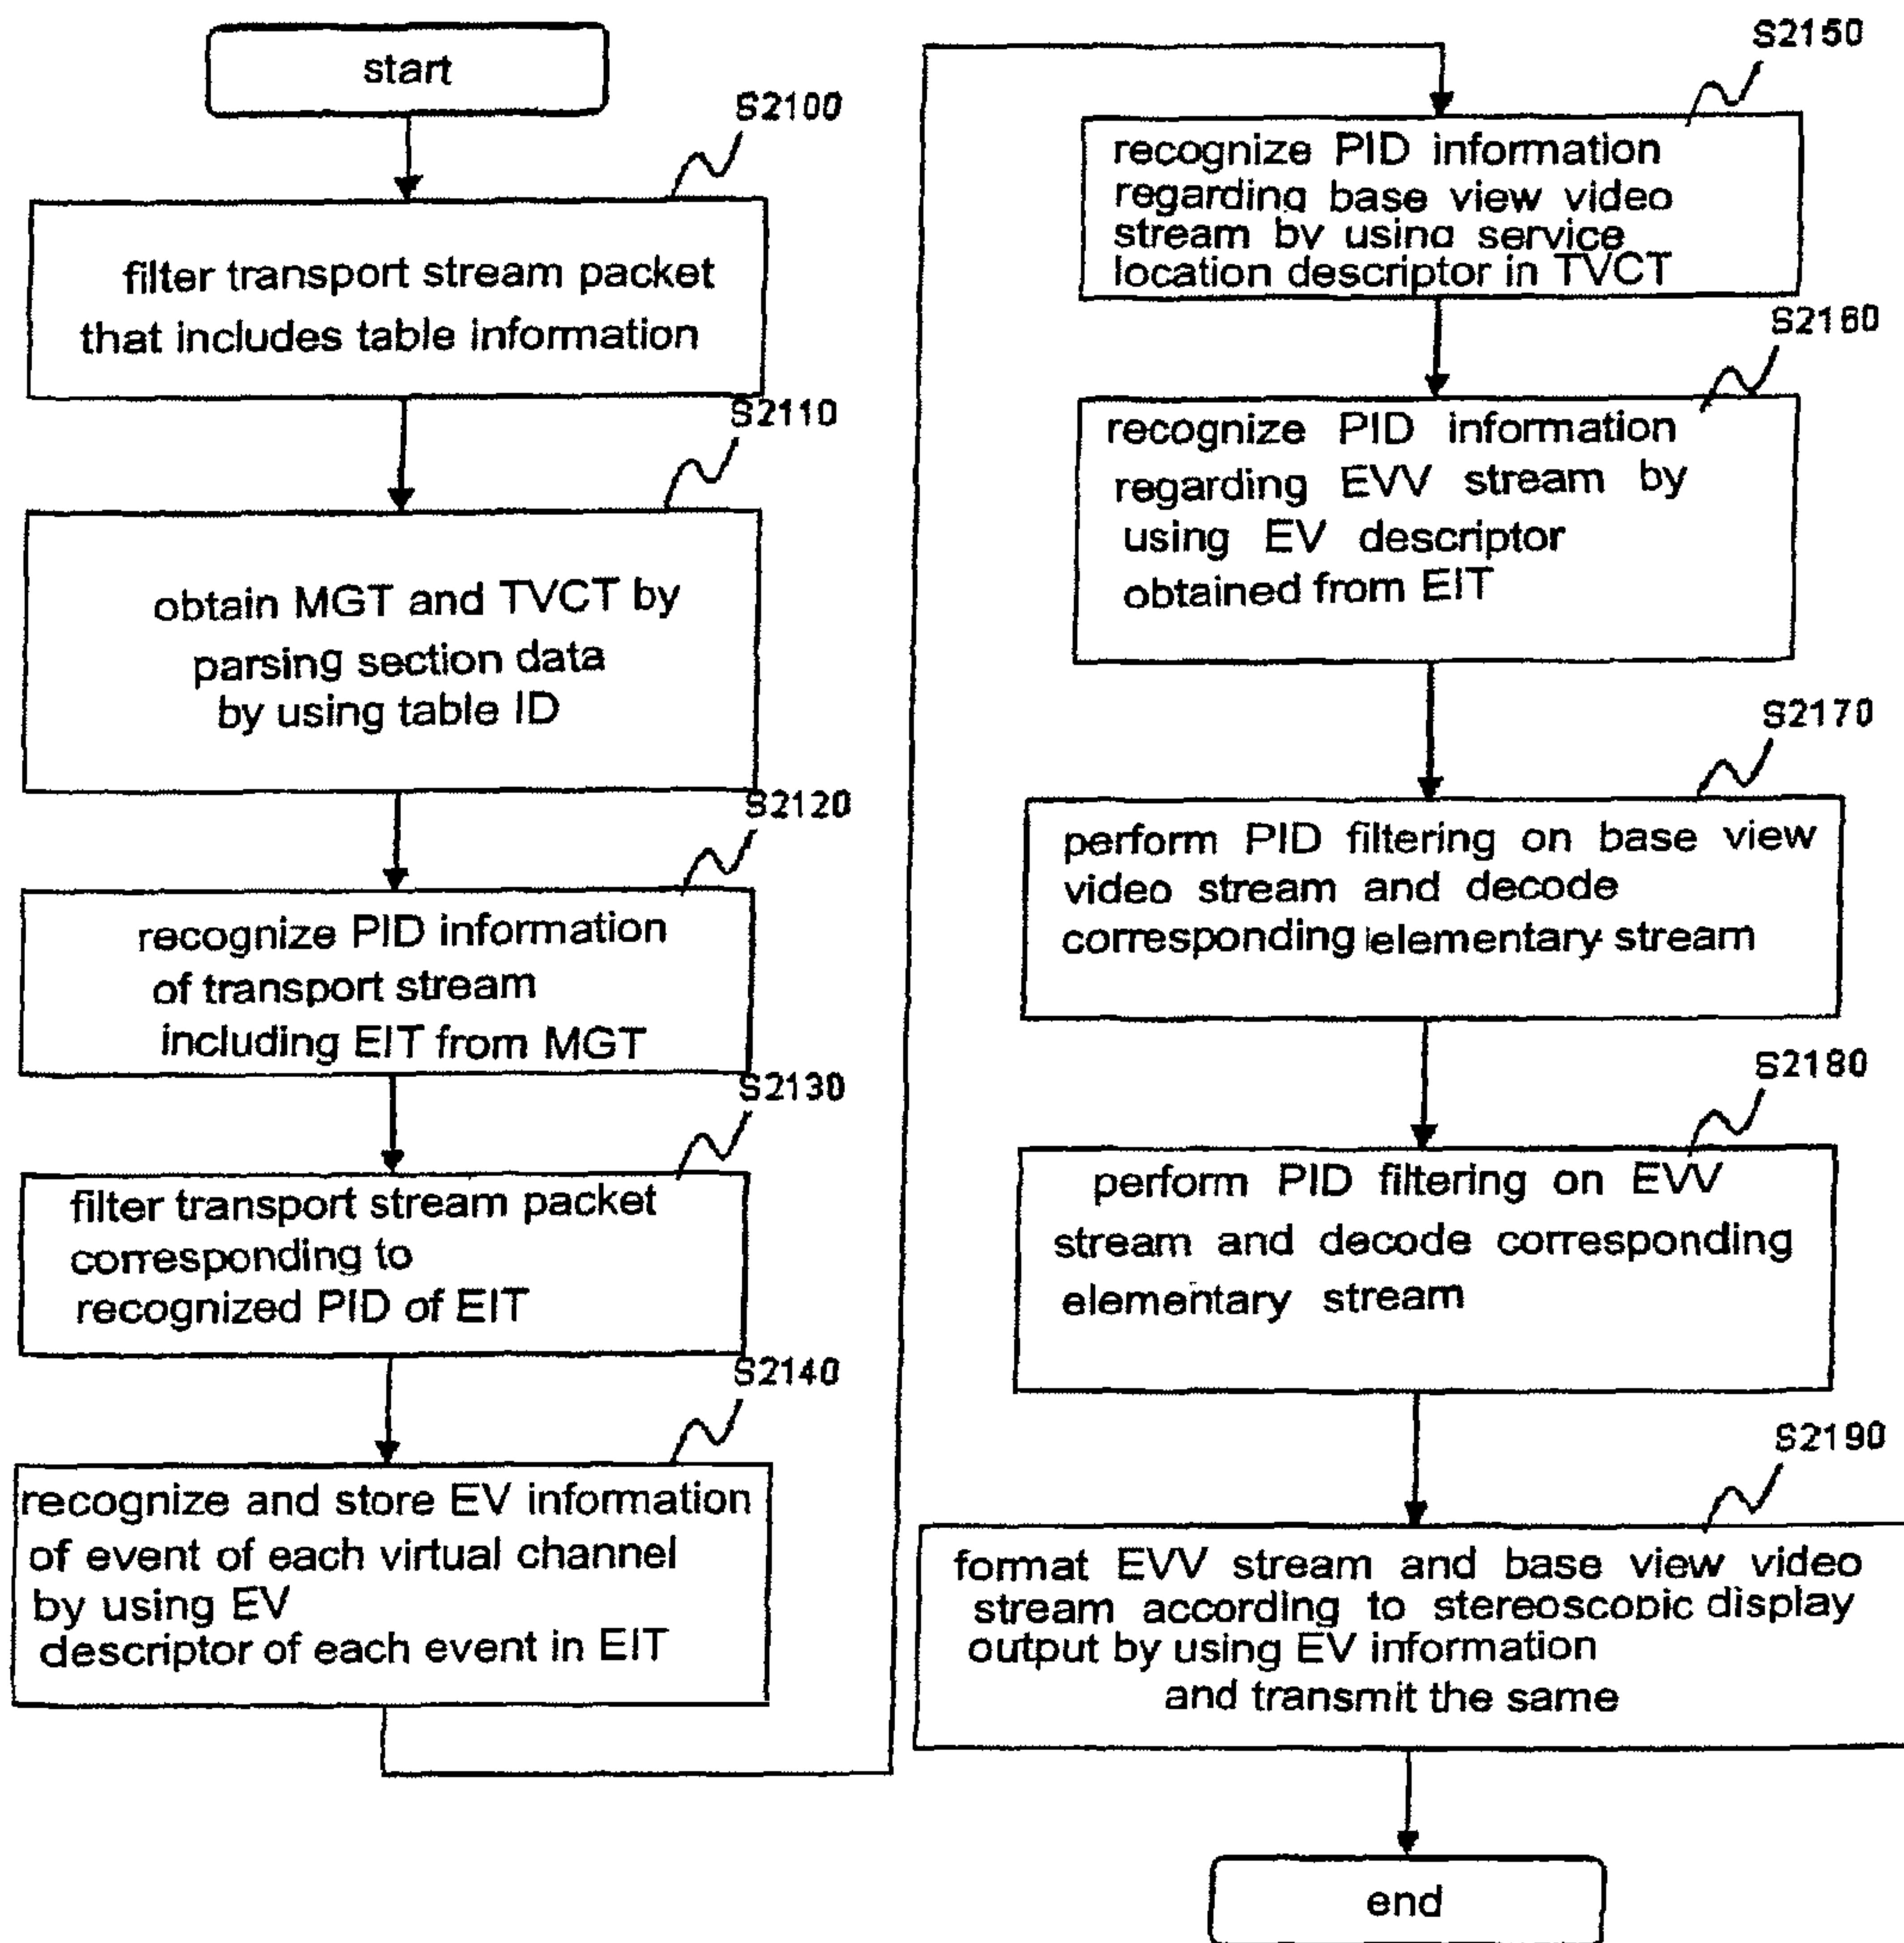 start
S2100
filter transport stream packet
that includes table information
S2110
obtain MGT and TVCT by
parsing section data
by using table ID
S2120
recognize PID information
of transport stream
including EIT from MGT
S2130
filter transport stream packet
corresponding to
recognized PID of EIT
S2140
recognize and store EV information
of event of each virtual channel
by using EV
descriptor of each event in EIT
S2150
recognize PID information
regarding base view video
stream by using service
location descriptor in TVCT
S2160
recognize PID information
regarding EVV stream by
using EV descriptor
obtained from EIT
S2170
perform PID filtering on base view
video stream and decode
corresponding elementary stream
S2180
perform PID filtering on EVV
stream and decode corresponding
elementary stream
S2190
format EVV stream and base view video
stream according to stereoscopic display
output by using EV information
and transmit the same
end